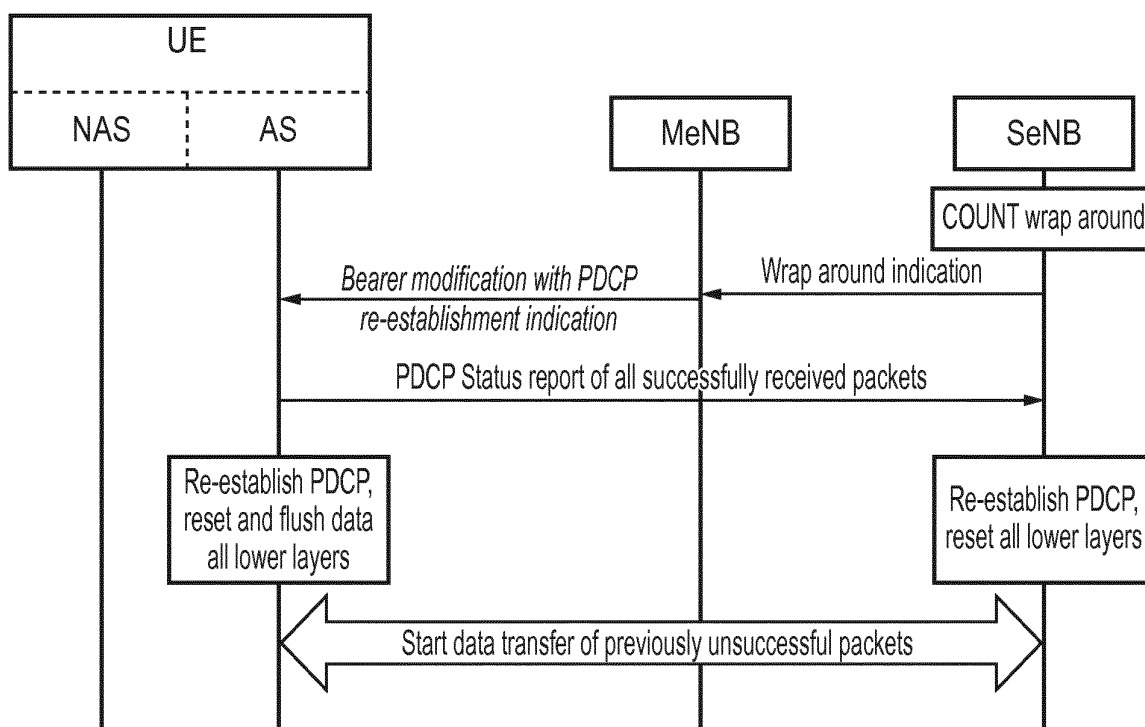 UE
NAS
AS
MeNB
SeNB
COUNT wrap around
Wrap around indication
Bearer modification with PDCP
re-establishment indication
PDCP Status report of all successfully received packets
Re-establish PDCP,
reset and flush data
all lower layers
Re-establish PDCP,
reset all lower layers
Start data transfer of previously unsuccessful packets